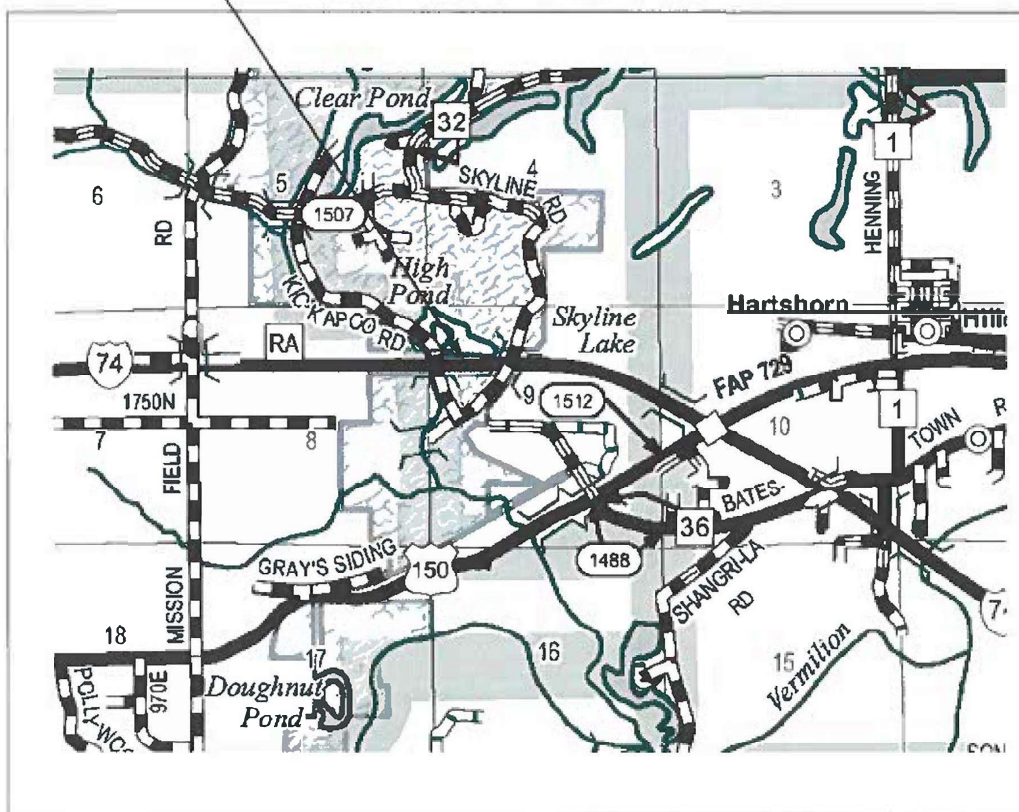 Clear Pond
32
1
6
5
4
3
SKYLINE RD
1507
RD
HENNING
High
Pond
KICKAPOO RD
Skyline
Lake
Hartshorn
RA
74
FAP 729
1750N
9
1512
10
1
7
8
TOWN
FIELD
BATES-
36
GRAY'S SIDING
150
1488
SHANGRI-LA
RD
MISSION
18
16
15
17
Vermilion
970E
Doughnut
Pond